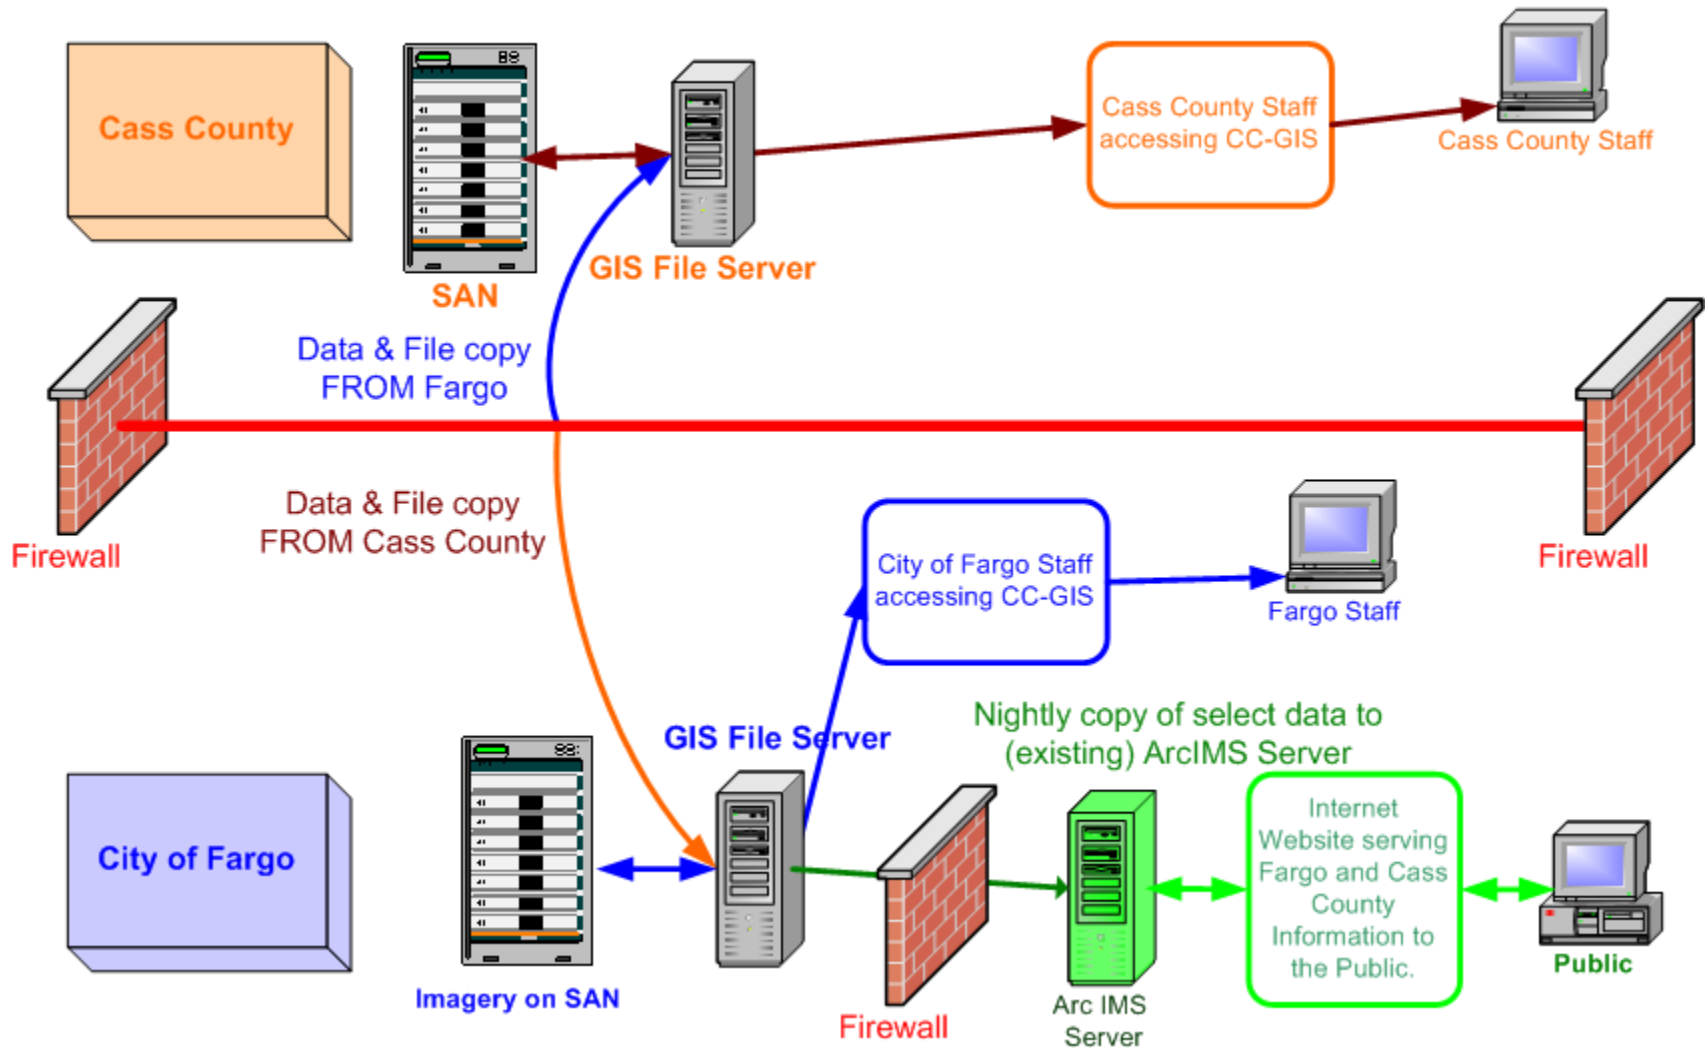 Cass County
SAN
GIS File Server
Cass County Staff
accessing CC-GIS
Cass County Staff
Data & File copy
FROM Fargo
Firewall
Firewall
Data & File copy
FROM Cass County
City of Fargo Staff
accessing CC-GIS
Fargo Staff
City of Fargo
Imagery on SAN
GIS File Server
Firewall
Nightly copy of select data to
(existing) ArcIMS Server
Arc IMS
Server
Internet
Website serving
Fargo and Cass
County
Information to
the Public.
Public